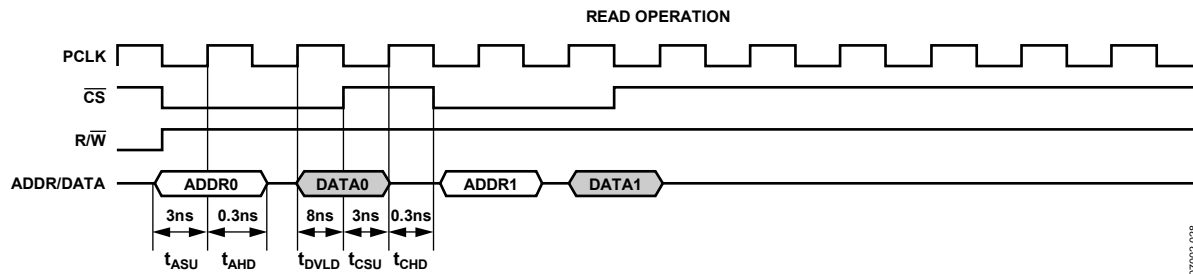 READ OPERATION
PCLK
CS
R/W
ADDR/DATA
ADDR0 DATA0 ADDR1 DATA1
3ns 0.3ns 8ns 3ns 0.3ns
tASU tAHD tDVLD tCSU tCHD